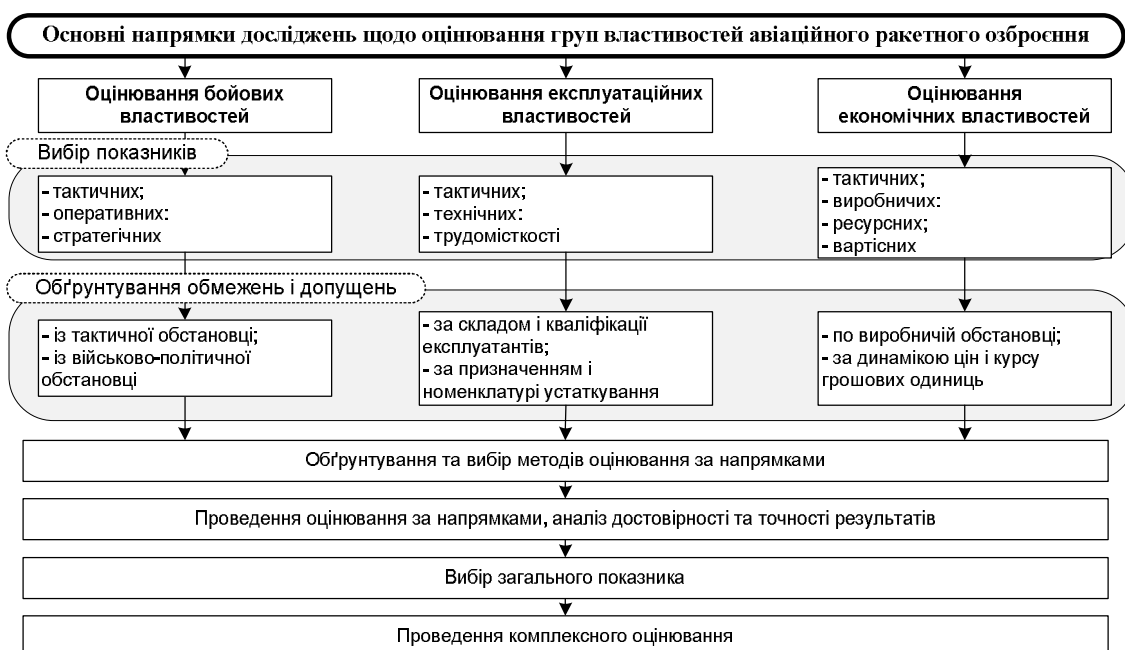 Основні напрямки досліджень щодо оцінювання груп властивостей авіаційного ракетного озброєння
Оцінювання бойових
властивостей
Оцінювання експлуатаційних
властивостей
Оцінювання
економічних властивостей
Вибір показників
- тактичних;
- оперативних:
- стратегічних
- тактичних;
- технічних:
- трудомісткості
- тактичних;
- виробничих:
- ресурсних;
- вартісних
Обґрунтування обмежень і допущень
- із тактичної обстановці;
- із військово-політичної
обстановці
- за складом і кваліфікації
експлуатантів;
- за призначенням і
номенклатурі устаткування
- по виробничій обстановці;
- за динамікою цін і курсу
грошових одиниць
Обґрунтування та вибір методів оцінювання за напрямками
Проведення оцінювання за напрямками, аналіз достовірності та точності результатів
Вибір загального показника
Проведення комплексного оцінювання